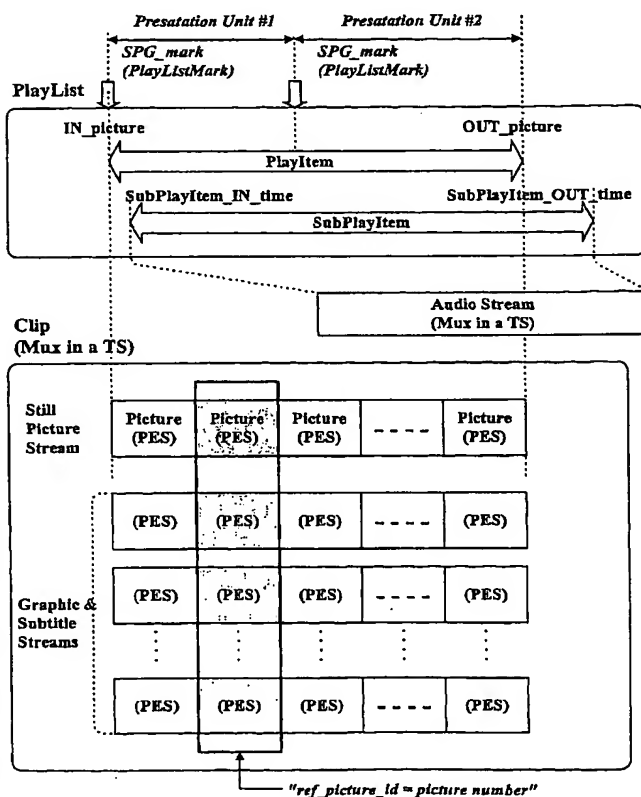 Presatation Unit #1 Presatation Unit #2
SPG_mark SPG_mark
(PlayListMark) (PlayListMark)
PlayList
IN_picture OUT_picture
PlayItem
SubPlayItem_IN_time SubPlayItem_OUT_time
SubPlayItem
Audio Stream
(Mux in a TS)
Clip
(Mux in a TS)
Still
Picture
Stream
Picture Picture Picture ---- Picture
(PES) (PES) (PES) (PES)
(PES) (PES) (PES) ---- (PES)
Graphic &
Subtitle
Streams
(PES) (PES) (PES) ---- (PES)
(PES) (PES) (PES) ---- (PES)
"ref_picture_id = picture number"